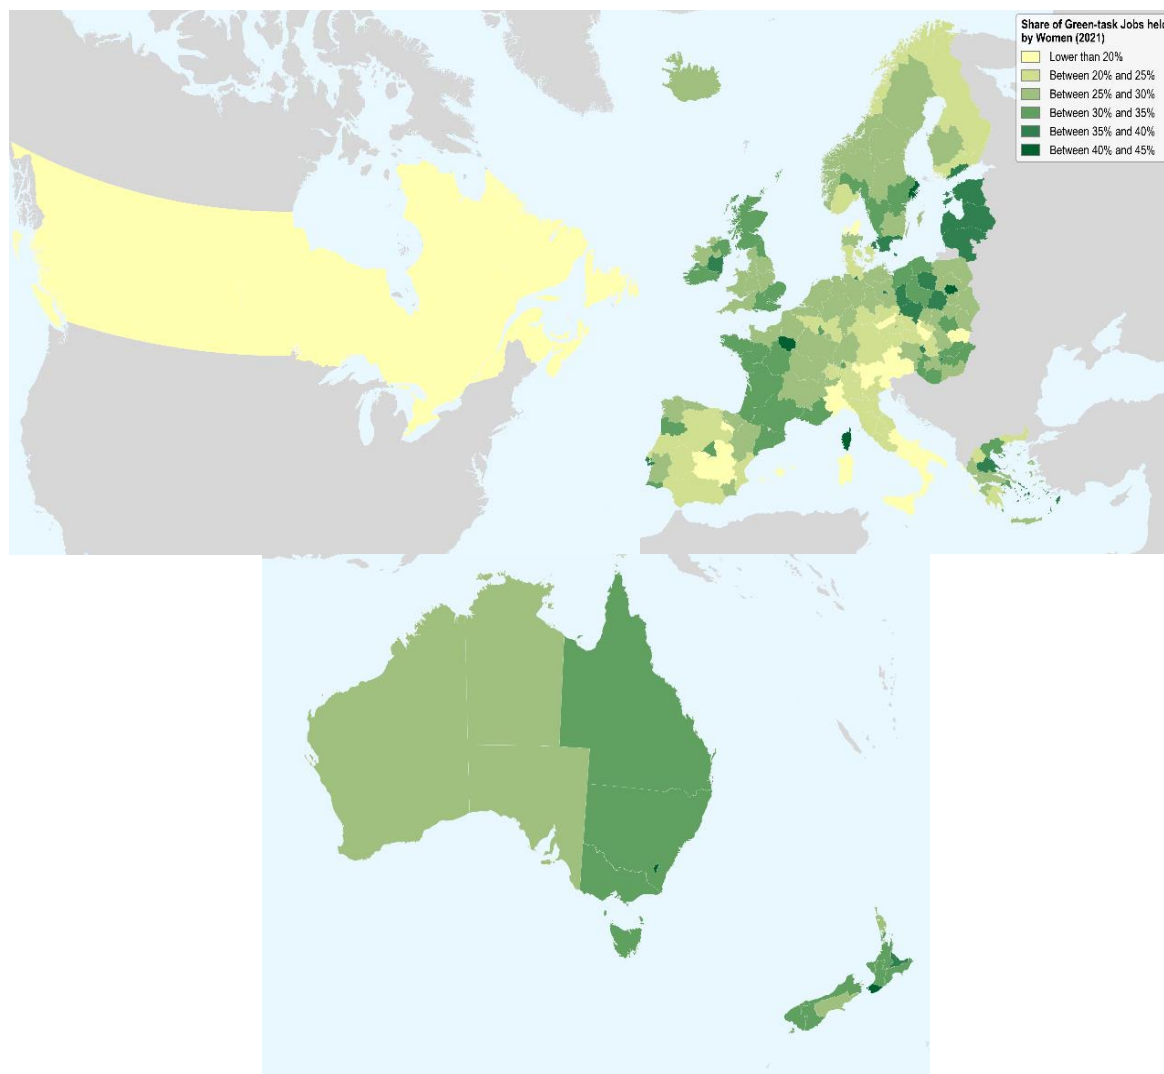 Share of Green-task Jobs held
by Women (2021)
Lower than 20%
Between 20% and 25%
Between 25% and 30%
Between 30% and 35%
Between 35% and 40%
Between 40% and 45%